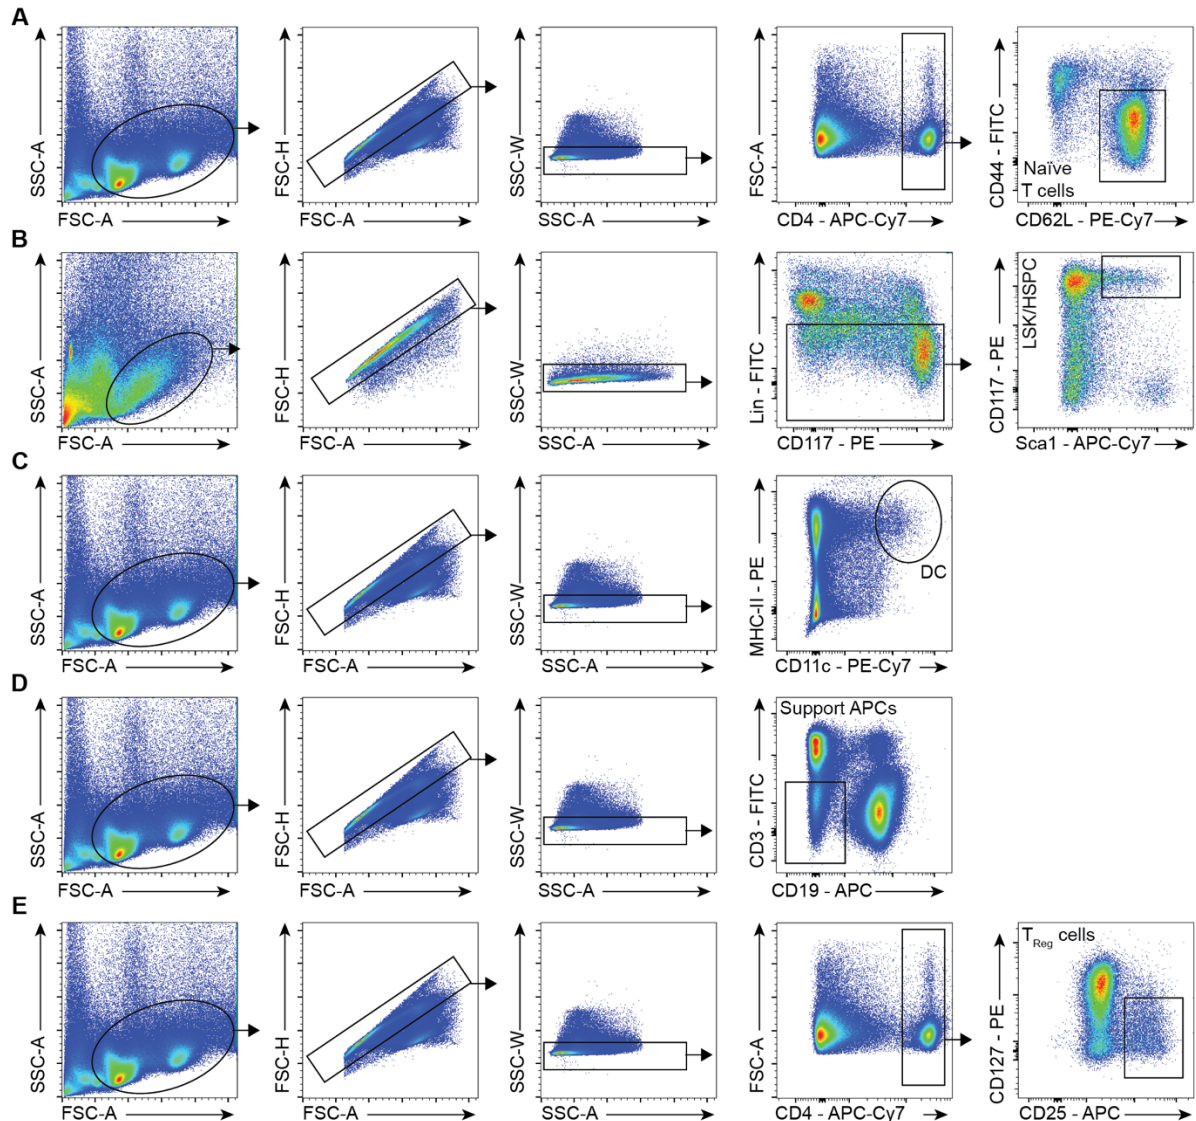 A
SSC-A
FSC-A
FSC-H
FSC-A
SSC-W
SSC-A
FSC-A
CD4 - APC-Cy7
CD44 - FITC
Naïve
T cells
CD62L - PE-Cy7
B
SSC-A
FSC-A
FSC-H
FSC-A
SSC-W
SSC-A
Lin - FITC
CD117 - PE
LSK/HSPC
CD117 - PE
Sca1 - APC-Cy7
C
SSC-A
FSC-A
FSC-H
FSC-A
SSC-W
SSC-A
MHC-II - PE
DC
CD11c - PE-Cy7
D
SSC-A
FSC-A
FSC-H
FSC-A
SSC-W
SSC-A
Support APCs
CD3 - FITC
CD19 - APC
E
SSC-A
FSC-A
FSC-H
FSC-A
SSC-W
SSC-A
FSC-A
CD4 - APC-Cy7
TReg cells
CD127 - PE
CD25 - APC